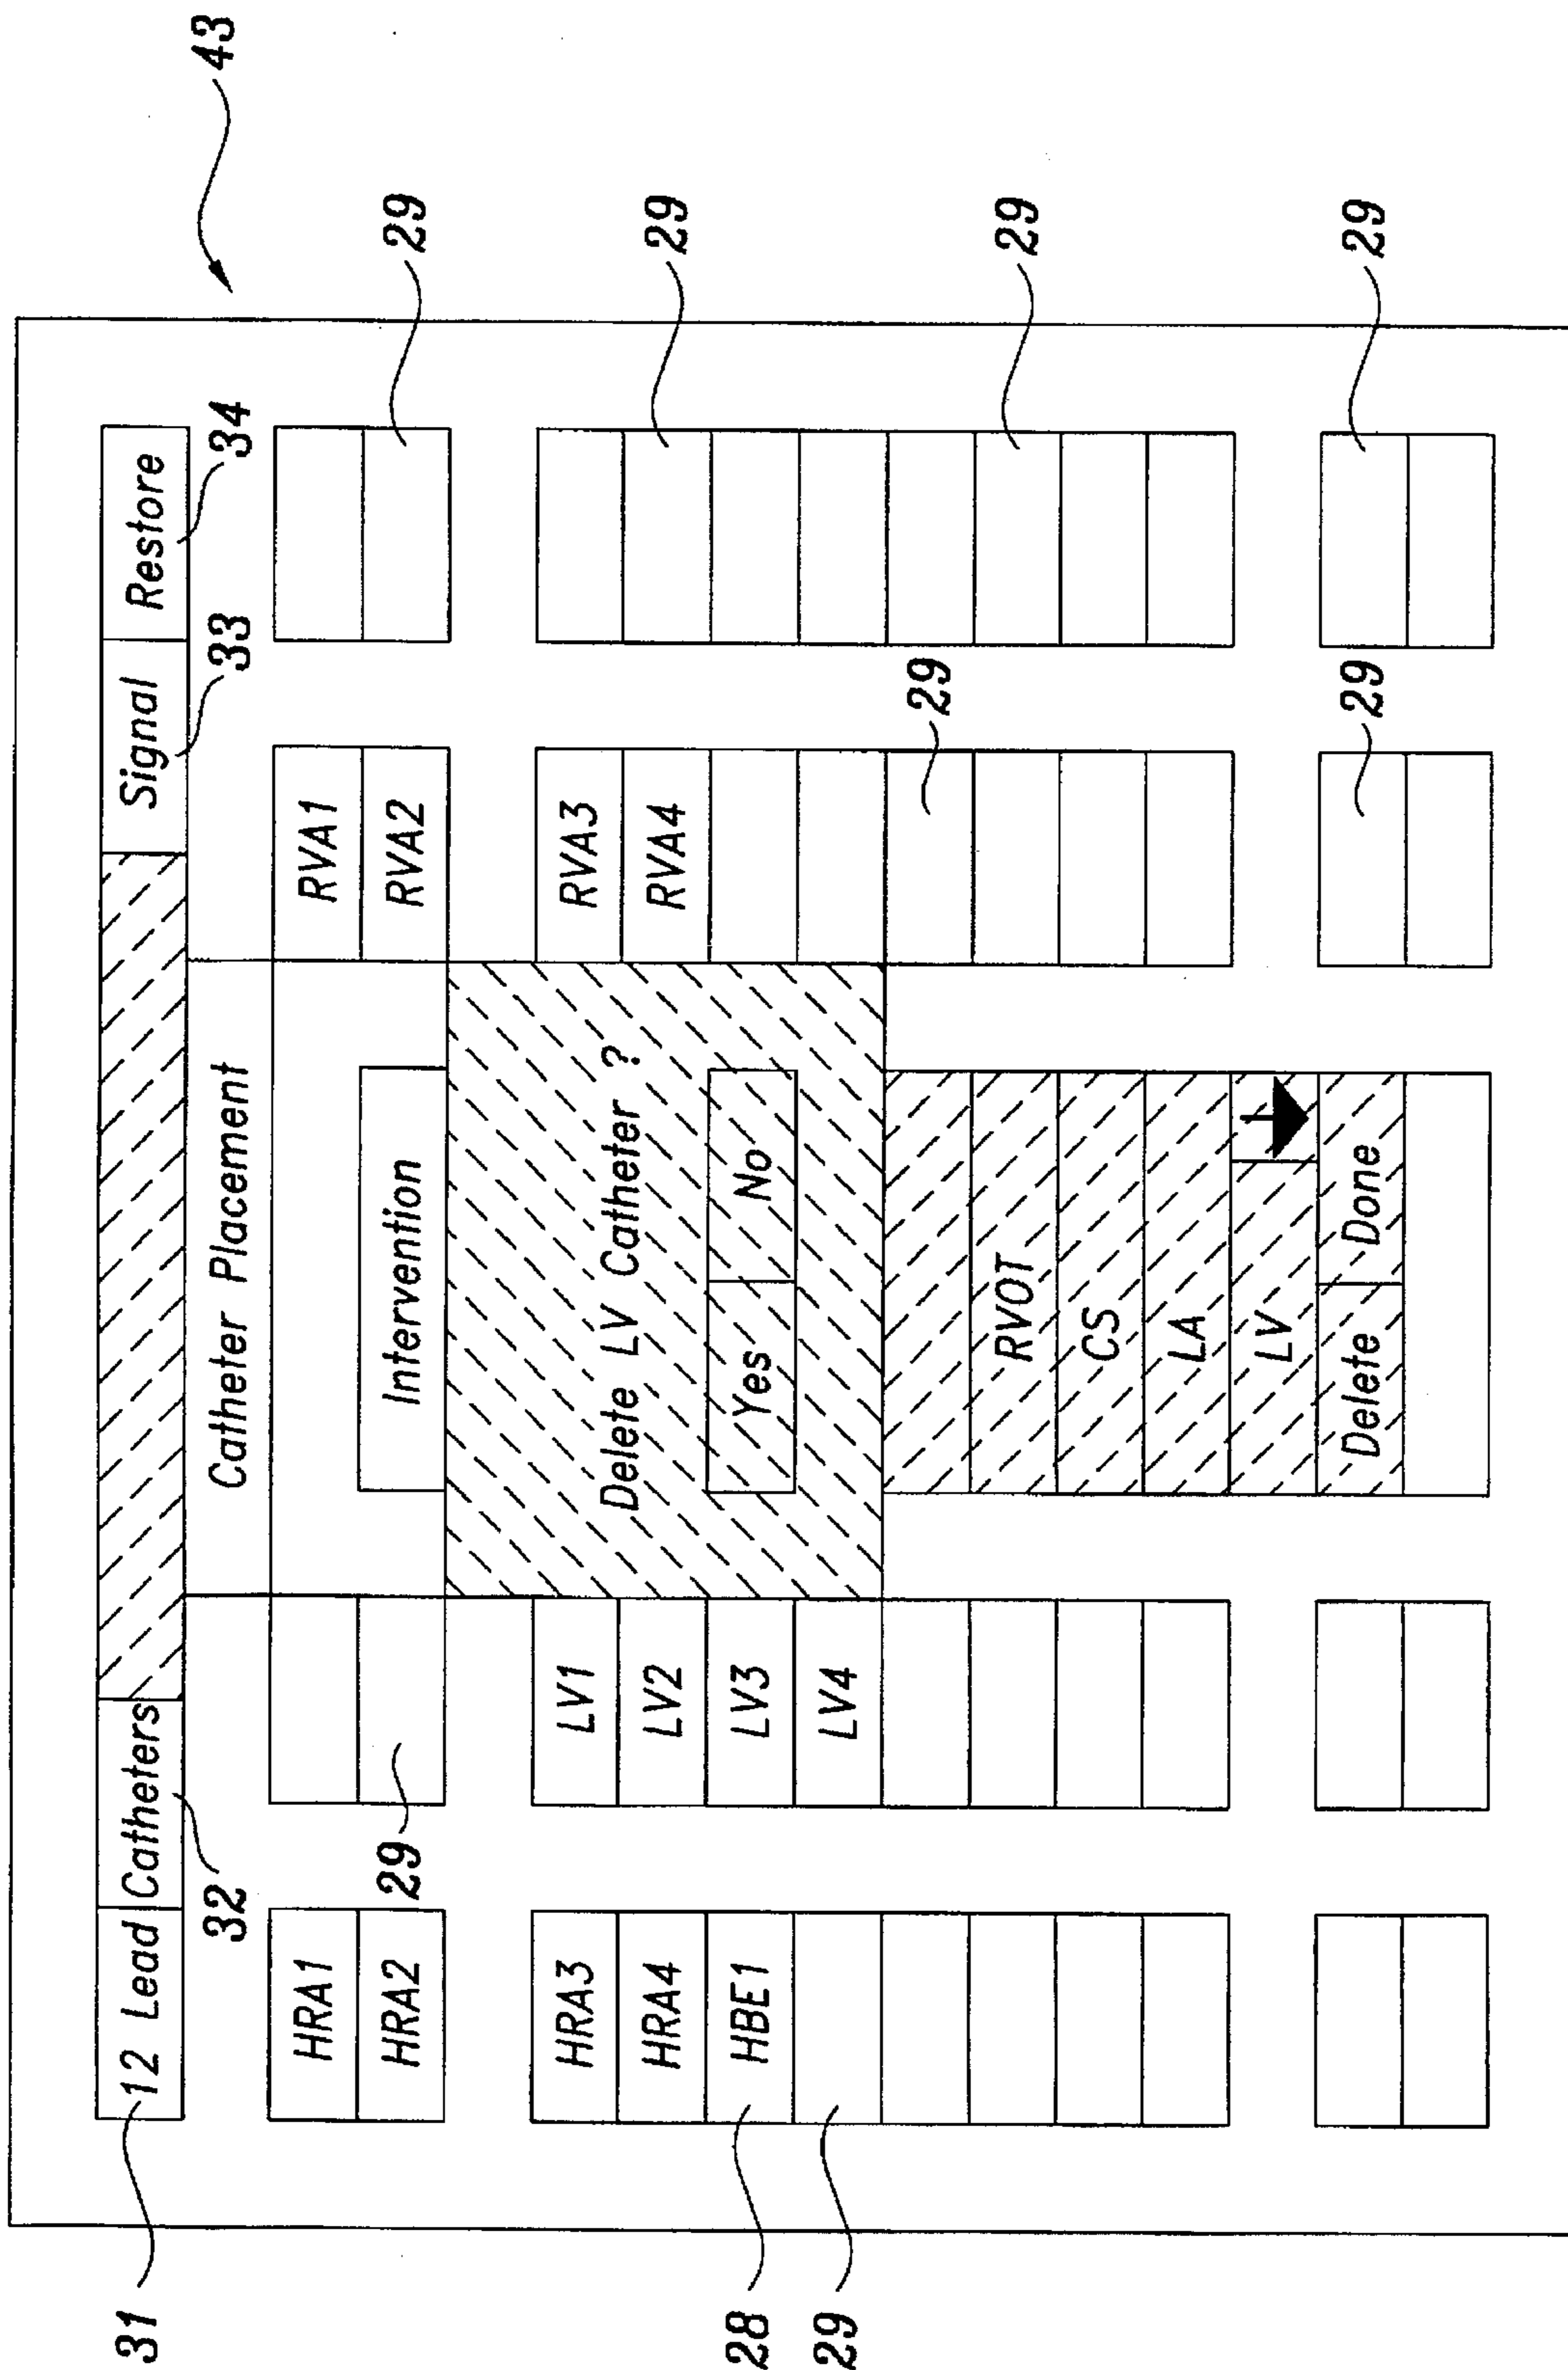 43
12 Lead Catheters Signal Restore
31
32
33
34
Catheter Placement
HRA1
HRA2
RVA1
RVA2
29
29
Intervention
HRA3
HRA4
HBE1
LV1
LV2
LV3
LV4
Delete LV Catheter ?
Yes No
RVA3
RVA4
29
28
29
29
29
RVOT
CS
LA
LV
Delete Done
29
29